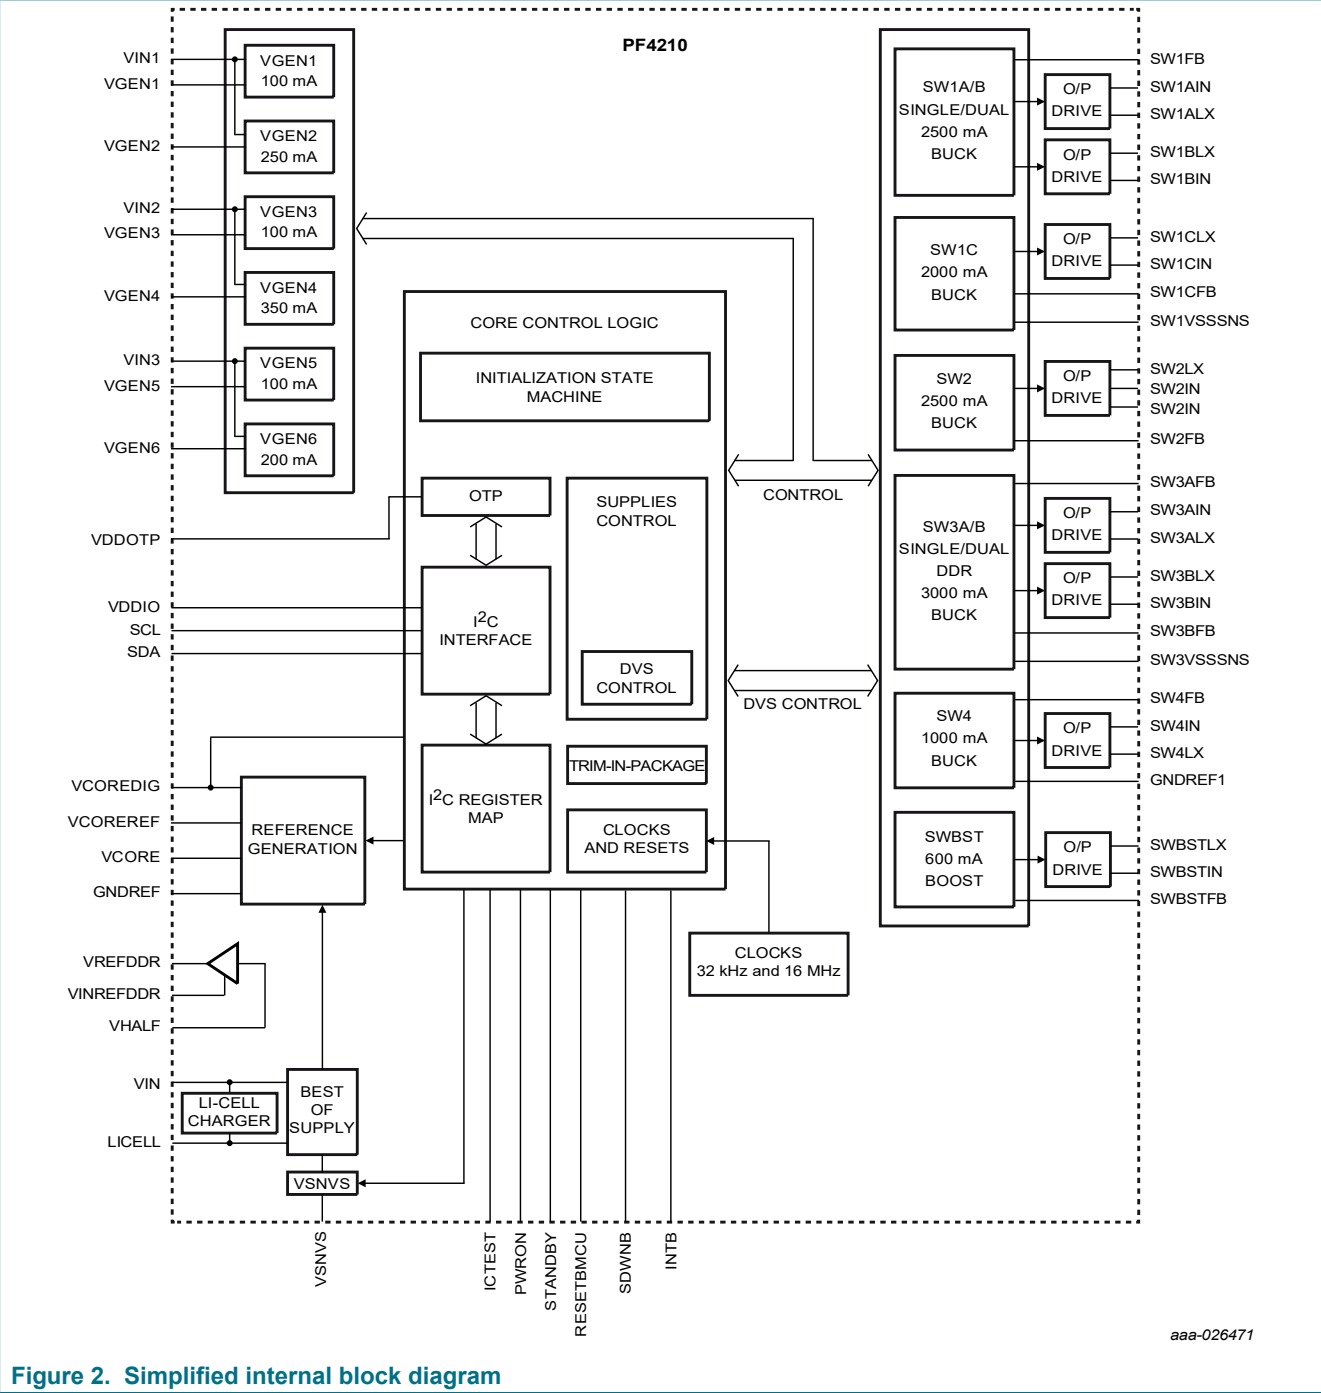 PF4210
VIN1
VGEN1
VGEN2
VIN2
VGEN3
VGEN4
VIN3
VGEN5
VGEN6
VDDOTP
VDDIO
SCL
SDA
VCOREDIG
VCOREREF
VCORE
GNDREF
VREFDDR
VINREFDDR
VHALF
VIN
LICELL
VGEN1
100 mA
VGEN2
250 mA
VGEN3
100 mA
VGEN4
350 mA
VGEN5
100 mA
VGEN6
200 mA
CORE CONTROL LOGIC
INITIALIZATION STATE
MACHINE
OTP
I2C
INTERFACE
I2C REGISTER
MAP
SUPPLIES
CONTROL
DVS
CONTROL
TRIM-IN-PACKAGE
CLOCKS
AND RESETS
CONTROL
DVS CONTROL
REFERENCE
GENERATION
CLOCKS
32 kHz and 16 MHz
LI-CELL
CHARGER
BEST
OF
SUPPLY
VSNVS
SW1A/B
SINGLE/DUAL
2500 mA
BUCK
O/P
DRIVE
O/P
DRIVE
SW1C
2000 mA
BUCK
O/P
DRIVE
SW2
2500 mA
BUCK
O/P
DRIVE
SW3A/B
SINGLE/DUAL
DDR
3000 mA
BUCK
O/P
DRIVE
O/P
DRIVE
SW4
1000 mA
BUCK
O/P
DRIVE
SWBST
600 mA
BOOST
O/P
DRIVE
SW1FB
SW1AIN
SW1ALX
SW1BLX
SW1BIN
SW1CLX
SW1CIN
SW1CFB
SW1VSSSNS
SW2LX
SW2IN
SW2IN
SW2FB
SW3AFB
SW3AIN
SW3ALX
SW3BLX
SW3BIN
SW3BFB
SW3VSSSNS
SW4FB
SW4IN
SW4LX
GNDREF1
SWBSTLX
SWBSTIN
SWBSTFB
VSNVS
ICTEST
PWRON
STANDBY
RESETBMCU
SDWNB
INTB
aaa-026471
Figure 2. Simplified internal block diagram